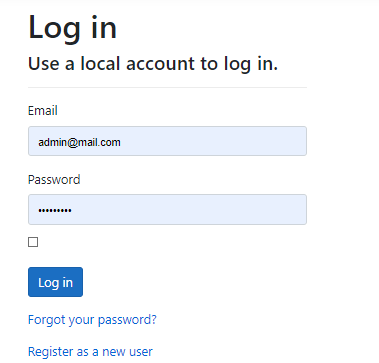 Log in
Use a local account to log in.
Email
admin@mail.com
Password
•••••••••
Log in
Forgot your password?
Register as a new user